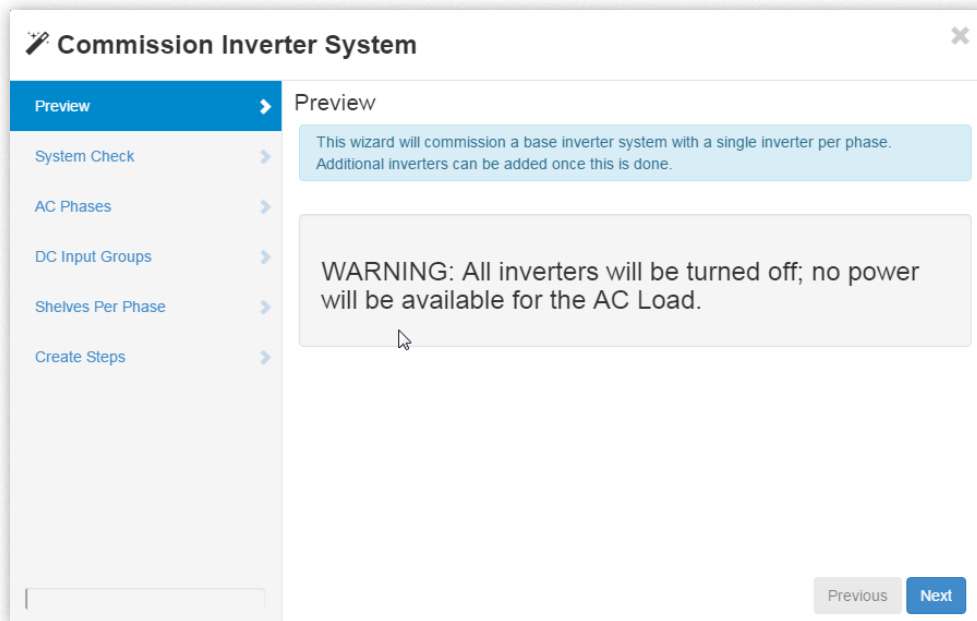 Commission Inverter System
Preview
System Check
AC Phases
DC Input Groups
Shelves Per Phase
Create Steps
Preview
This wizard will commission a base inverter system with a single inverter per phase.
Additional inverters can be added once this is done.
WARNING: All inverters will be turned off; no power
will be available for the AC Load.
Previous
Next